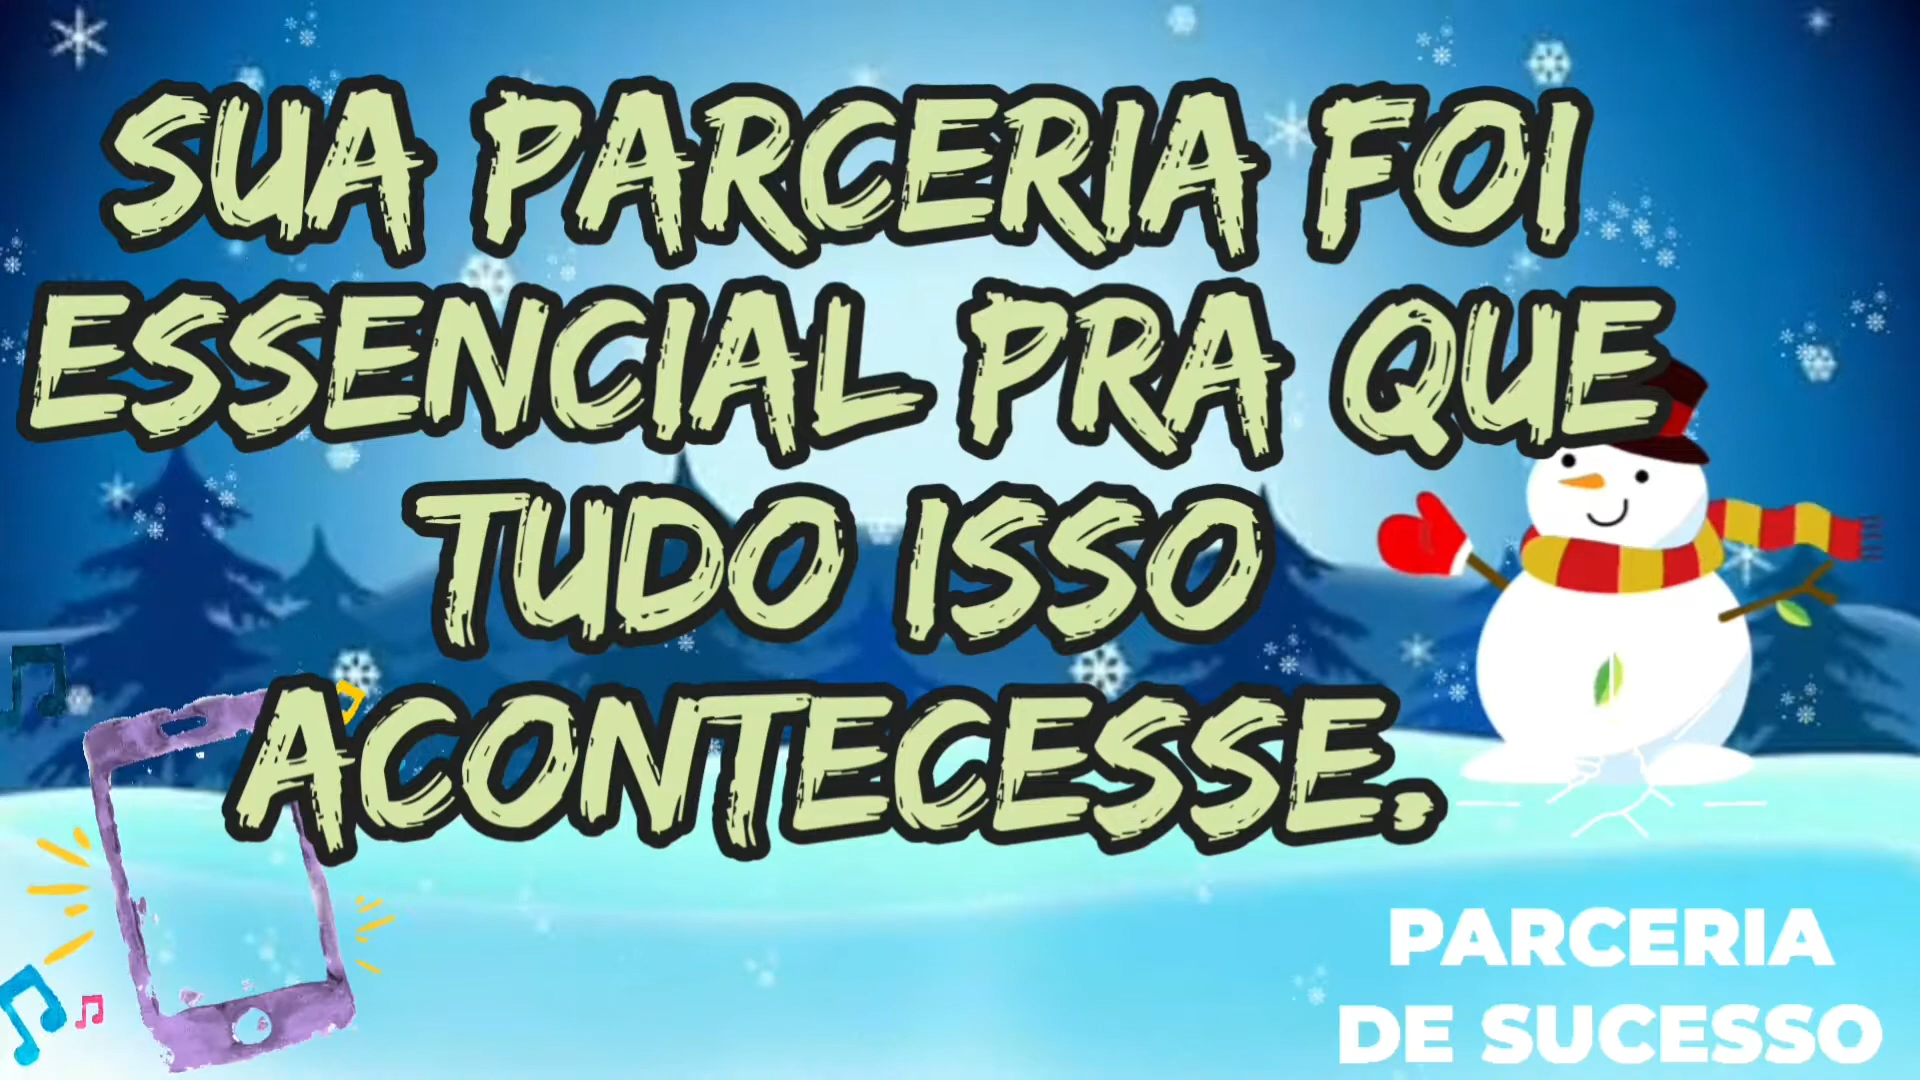 SUA PARCERIA FOI
ESSENCIAL PRA QUE
TUDO ISSO
ACONTECESSE.
PARCERIA
DE SUCESSO